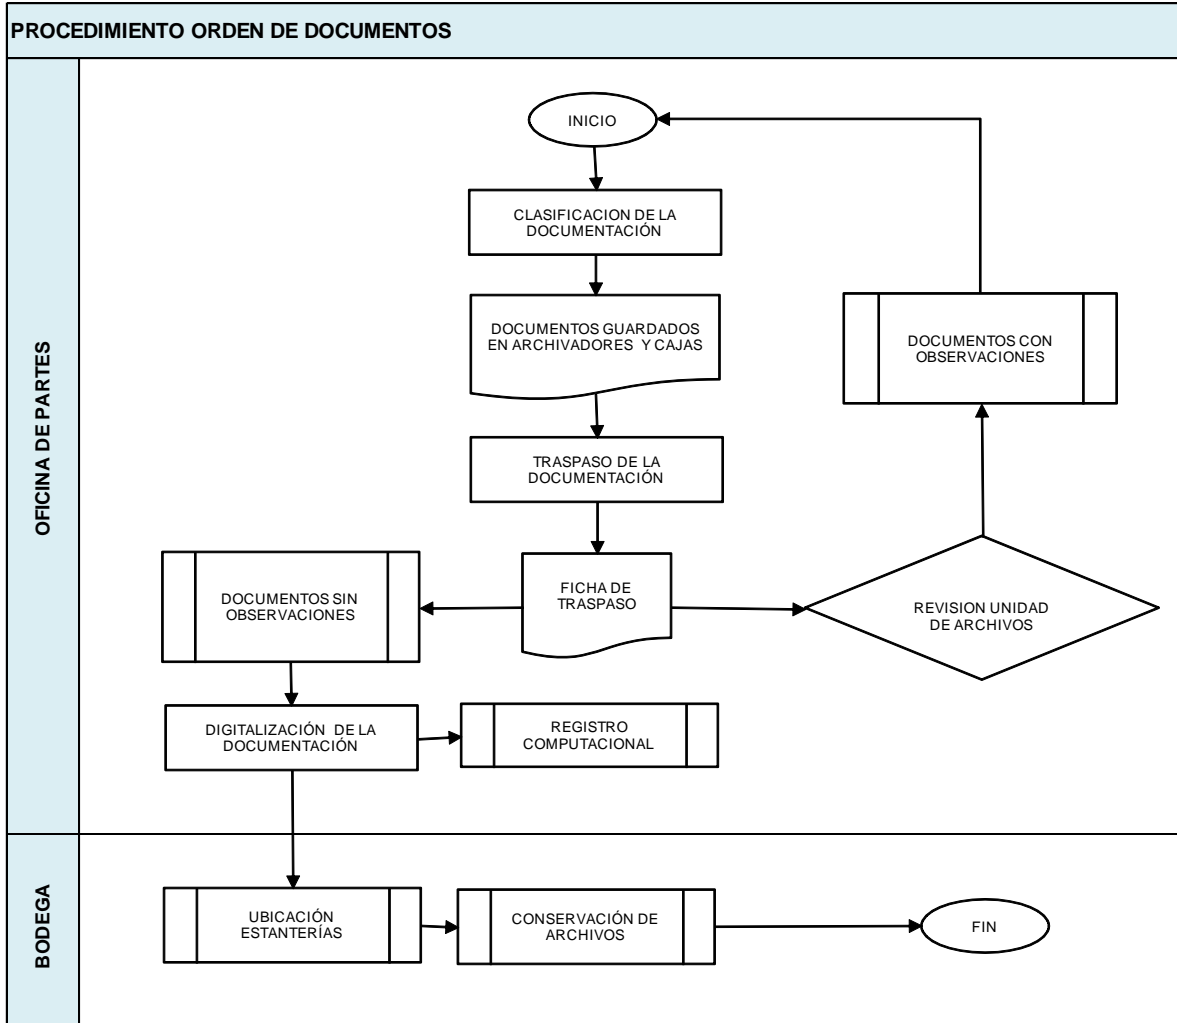 PROCEDIMIENTO ORDEN DE DOCUMENTOS
OFICINA DE PARTES
INICIO
CLASIFICACION DE LA
DOCUMENTACIÓN
DOCUMENTOS GUARDADOS
EN ARCHIVADORES Y CAJAS
DOCUMENTOS CON
OBSERVACIONES
TRASPASO DE LA
DOCUMENTACIÓN
DOCUMENTOS SIN
OBSERVACIONES
FICHA DE
TRASPASO
REVISION UNIDAD
DE ARCHIVOS
DIGITALIZACIÓN DE LA
DOCUMENTACIÓN
REGISTRO
COMPUTACIONAL
BODEGA
UBICACIÓN
ESTANTERÍAS
CONSERVACIÓN DE
ARCHIVOS
FIN